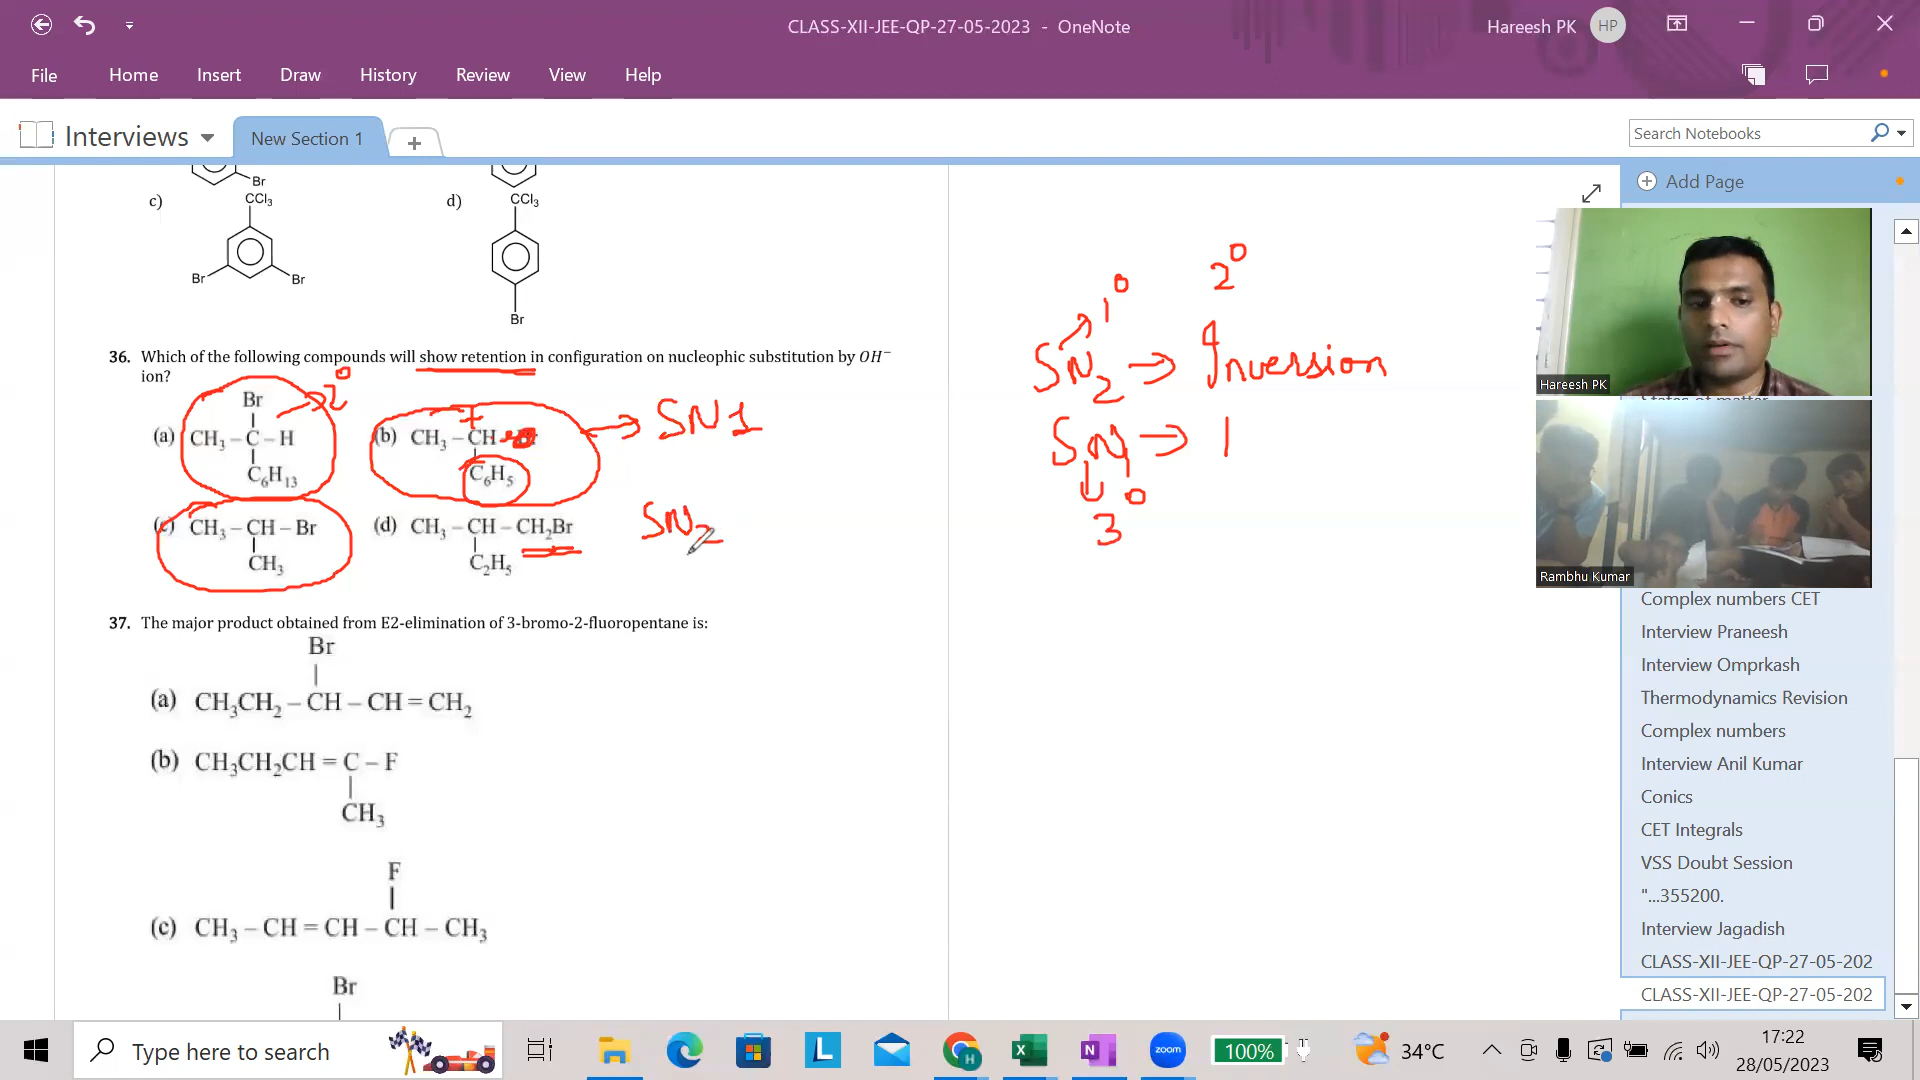 CLASS-XII-JEE-QP-27-05-2023 - OneNote
Hareesh PK
HP
File Home Insert Draw History Review View Help
Interviews
New Section 1
Search Notebooks
Add Page
c)
Br
CCl3
Br
Br
d)
CCl3
Br
36. Which of the following compounds will show retention in configuration on nucleophic substitution by OH⁻
ion?
2⁰
(a) CH3 – C – H
Br
C6H13
(b) CH3 – CH
C6H5
+
SN1
(c) CH3 – CH – Br
CH3
(d) CH3 – CH – CH2Br
C2H5
SN2
1⁰ 2⁰
SN2 → Inversion
SN1 → 1
3⁰
37. The major product obtained from E2-elimination of 3-bromo-2-fluoropentane is:
Br
(a) CH3CH2 – CH – CH = CH2
(b) CH3CH2CH = C – F
CH3
F
(c) CH3 – CH = CH – CH – CH3
Br
Hareesh PK
Rambhu Kumar
Complex numbers CET
Interview Praneesh
Interview Omprkash
Thermodynamics Revision
Complex numbers
Interview Anil Kumar
Conics
CET Integrals
VSS Doubt Session
"...355200.
Interview Jagadish
CLASS-XII-JEE-QP-27-05-202
CLASS-XII-JEE-QP-27-05-202
Type here to search
L
H
X
N
zoom
100%
34°C
17:22
28/05/2023